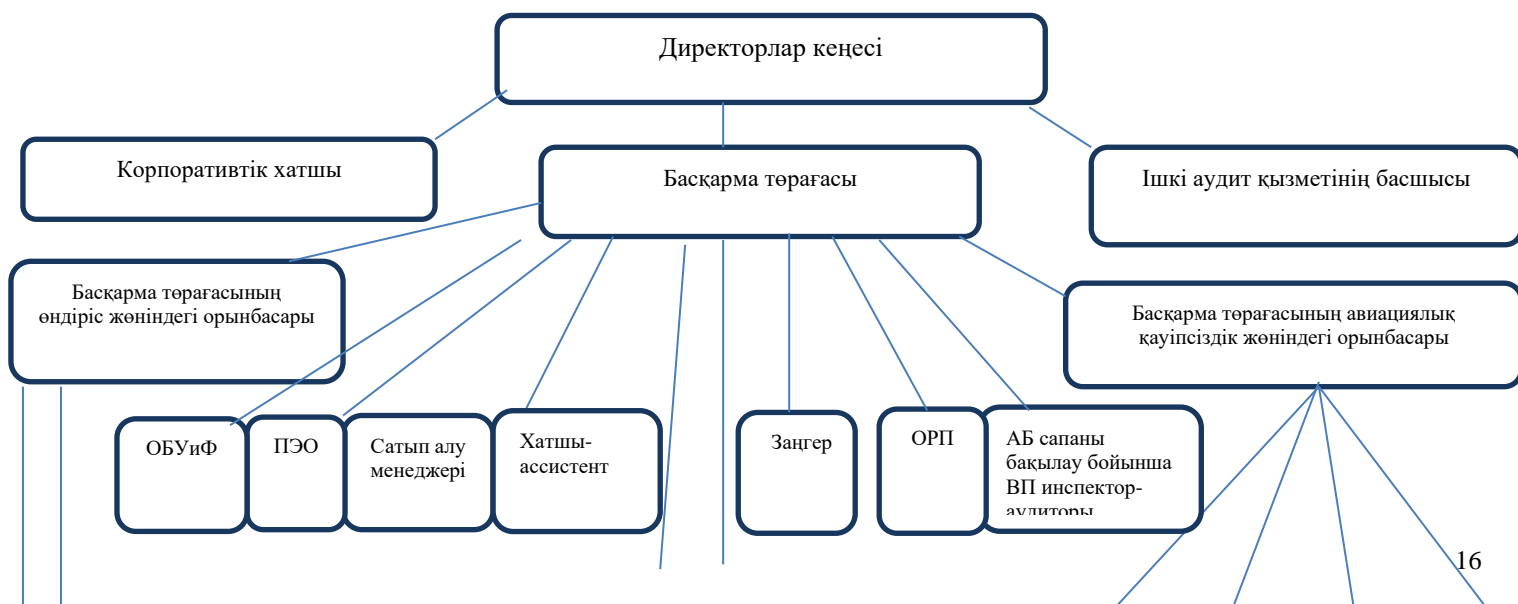 Директорлар кеңесі
Корпоративтік хатшы
Басқарма төрағасы
Ішкі аудит қызметінің басшысы
Басқарма төрағасының
өндіріс жөніндегі орынбасары
Басқарма төрағасының авиациялық
қауіпсіздік жөніндегі орынбасары
ОБУиФ
ПЭО
Сатып алу
менеджері
Хатшы-
ассистент
Заңгер
ОРП
АБ сапаны
бақылау бойынша
ВП инспектор-
аудиторы
16